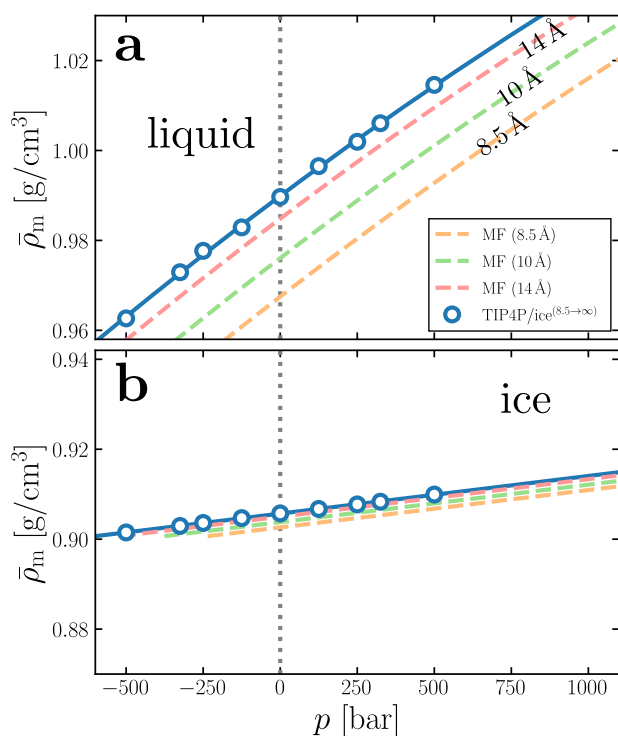 a
1.02
1.00
0.98
0.96
ρ̄m [g/cm³]
liquid
14 Å
10 Å
8.5 Å
MF (8.5 Å)
MF (10 Å)
MF (14 Å)
TIP4P/ice(8.5→∞)
b
ice
0.94
0.92
0.90
0.88
ρ̄m [g/cm³]
−500 −250 0 250 500 750 1000
p [bar]